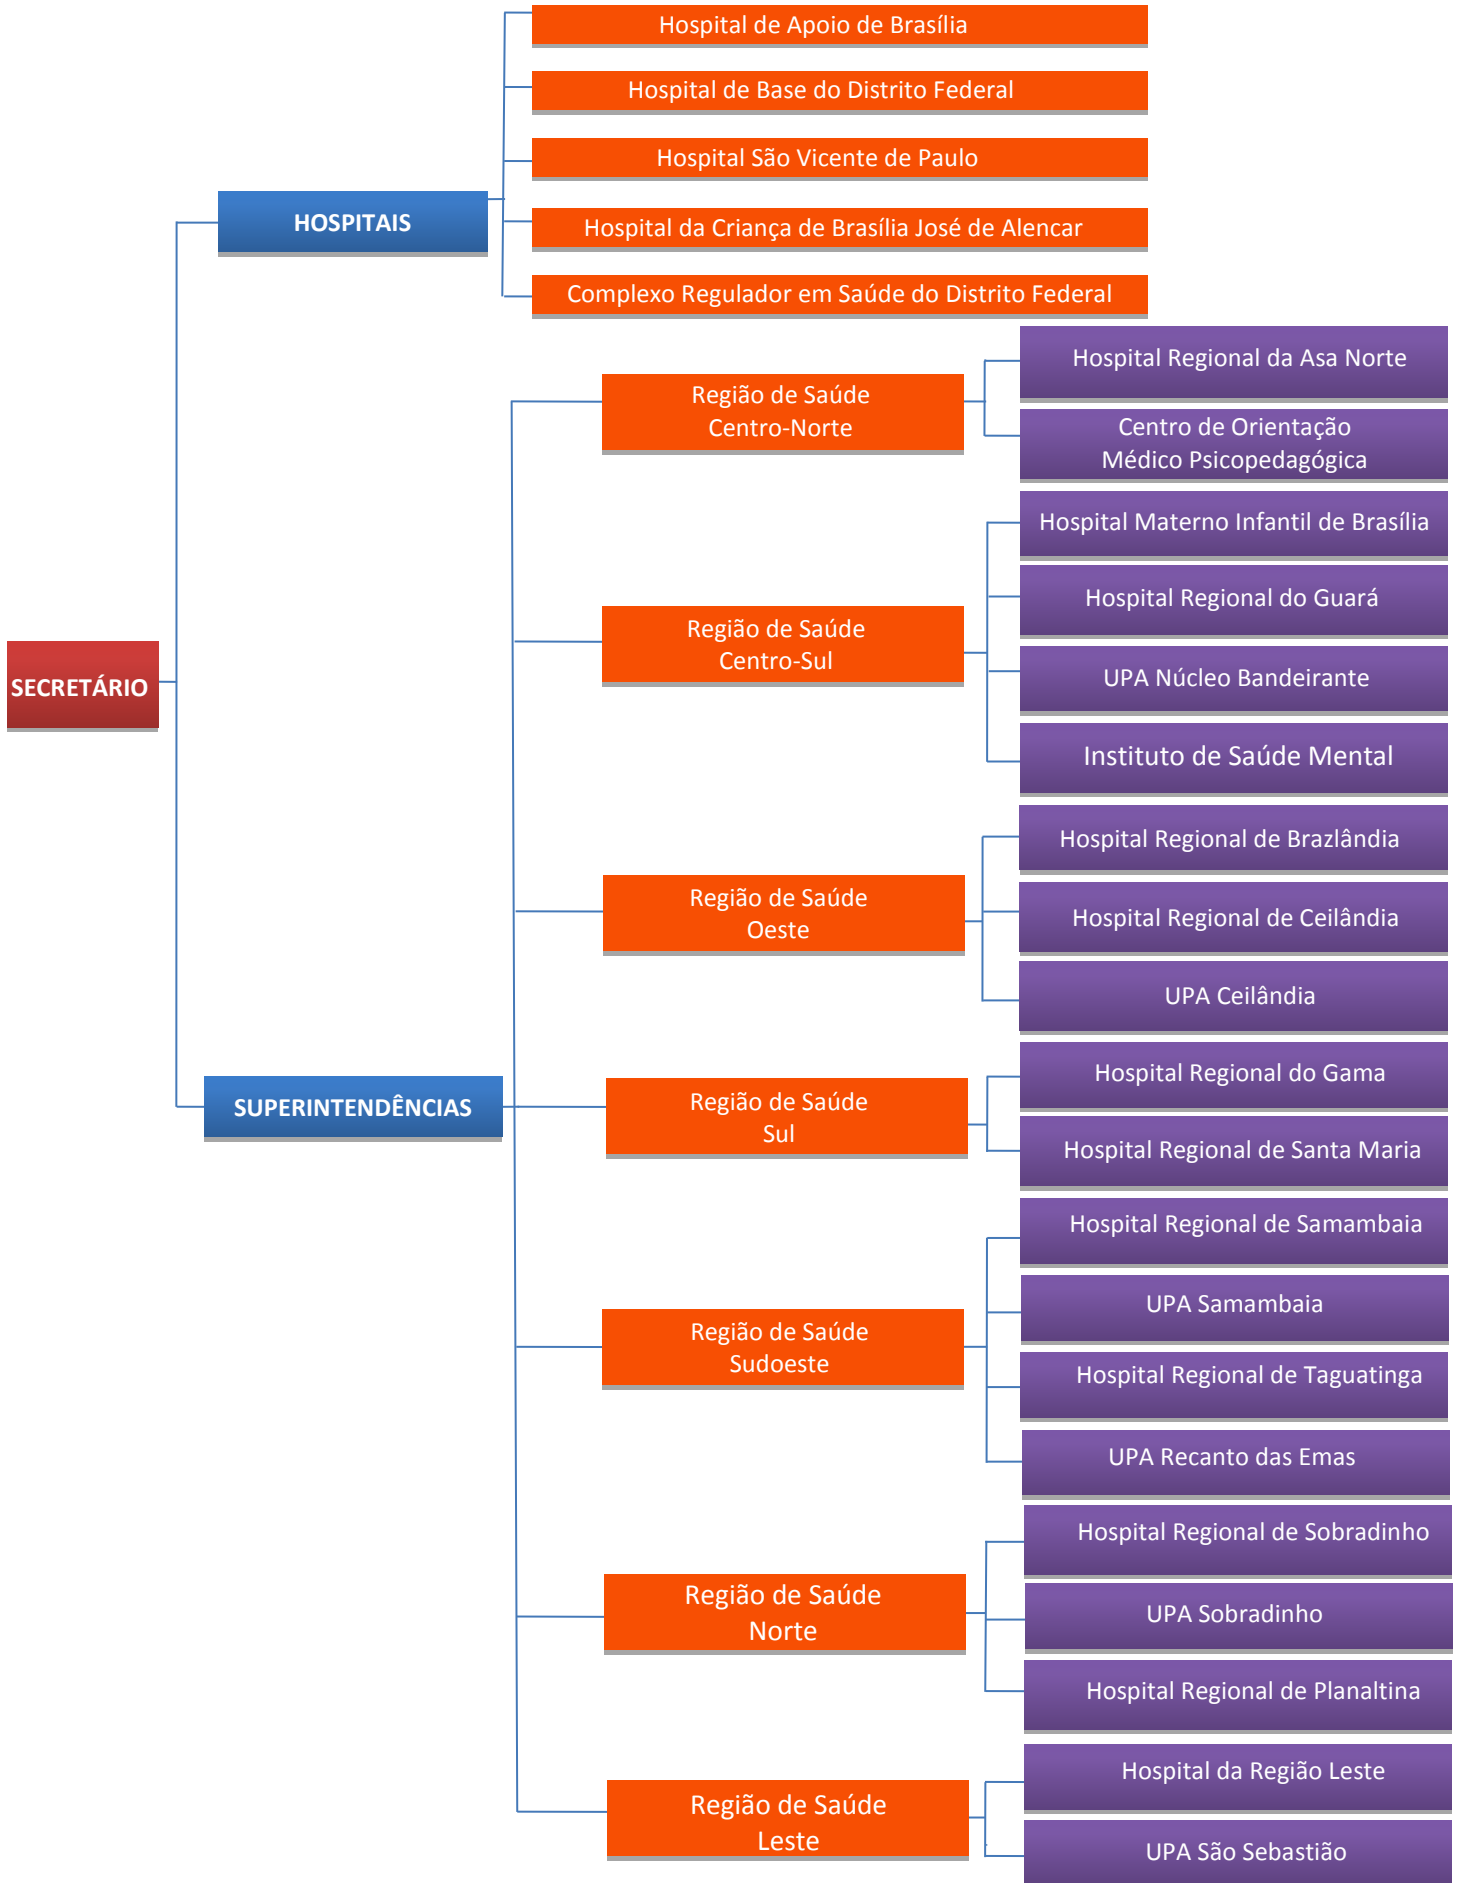 Hospital de Apoio de Brasília
Hospital de Base do Distrito Federal
Hospital São Vicente de Paulo
HOSPITAIS
Hospital da Criança de Brasília José de Alencar
Complexo Regulador em Saúde do Distrito Federal
SECRETÁRIO
SUPERINTENDÊNCIAS
Região de Saúde
Centro-Norte
Hospital Regional da Asa Norte
Centro de Orientação
Médico Psicopedagógica
Região de Saúde
Centro-Sul
Hospital Materno Infantil de Brasília
Hospital Regional do Guará
UPA Núcleo Bandeirante
Instituto de Saúde Mental
Região de Saúde
Oeste
Hospital Regional de Brazlândia
Hospital Regional de Ceilândia
UPA Ceilândia
Região de Saúde
Sul
Hospital Regional do Gama
Hospital Regional de Santa Maria
Região de Saúde
Sudoeste
Hospital Regional de Samambaia
UPA Samambaia
Hospital Regional de Taguatinga
UPA Recanto das Emas
Região de Saúde
Norte
Hospital Regional de Sobradinho
UPA Sobradinho
Hospital Regional de Planaltina
Região de Saúde
Leste
Hospital da Região Leste
UPA São Sebastião